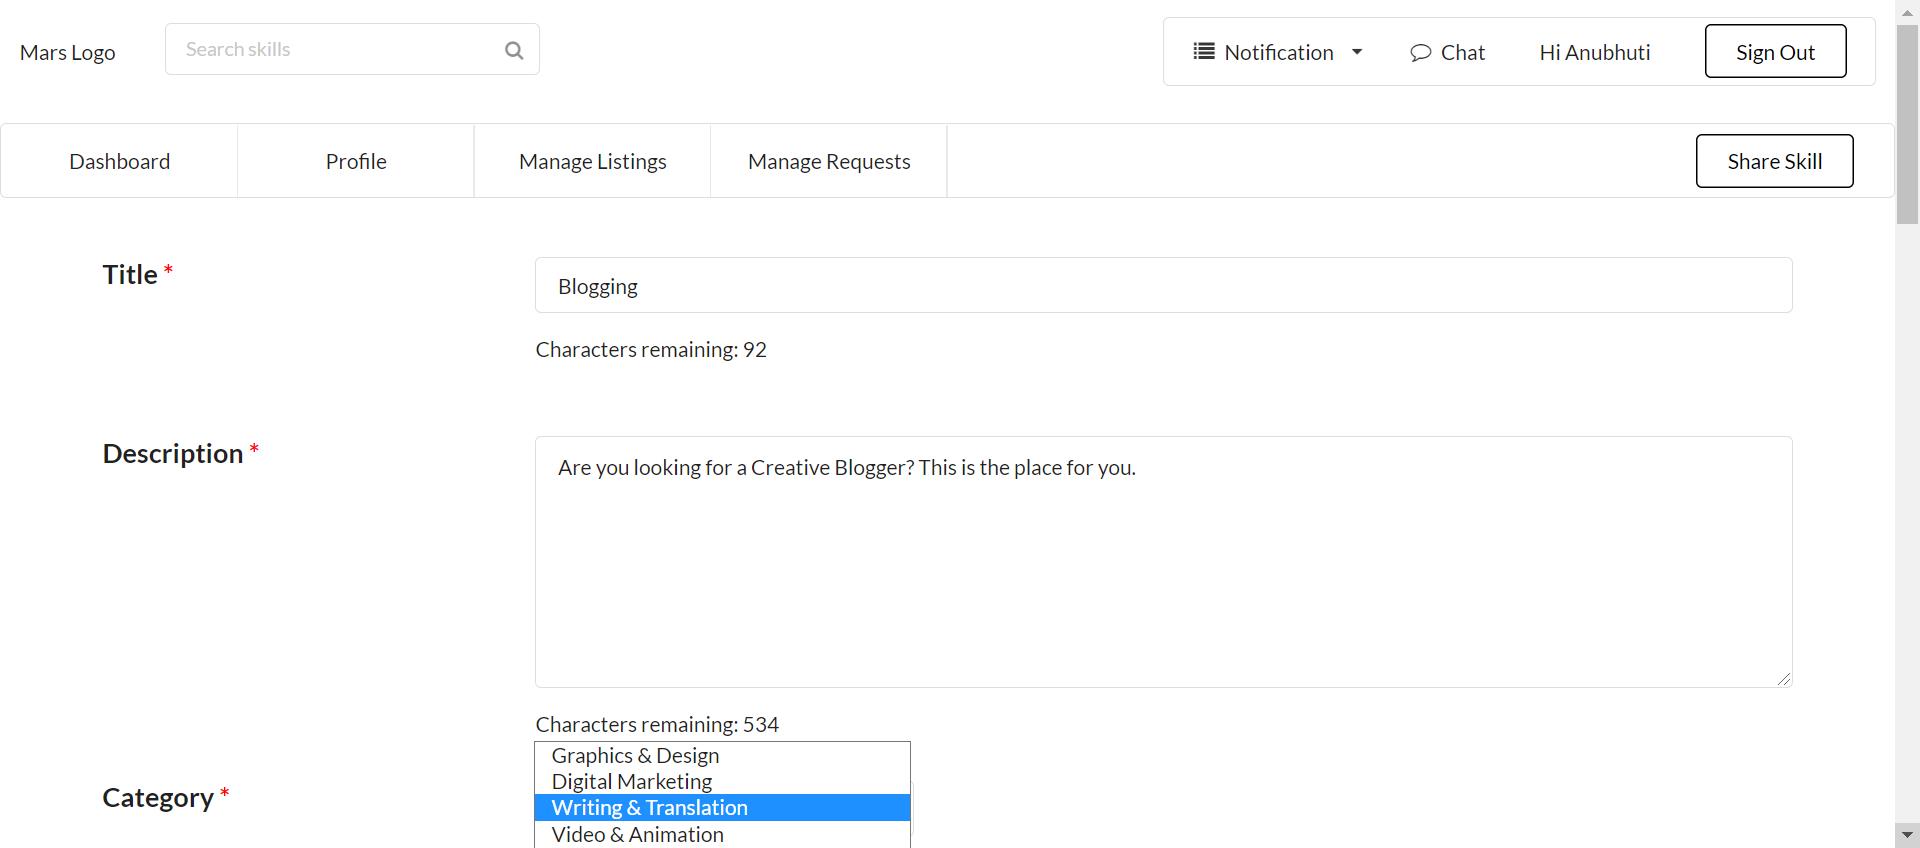 Mars Logo
Search skills
Notification
Chat
Hi Anubhuti
Sign Out
Dashboard
Profile
Manage Listings
Manage Requests
Share Skill
Title *
Blogging
Characters remaining: 92
Description *
Are you looking for a Creative Blogger? This is the place for you.
Characters remaining: 534
Category *
Graphics & Design
Digital Marketing
Writing & Translation
Video & Animation